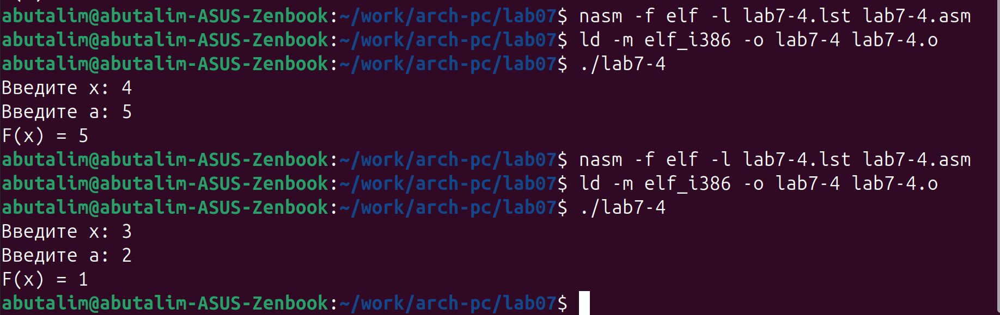 abutalim@abutalim-ASUS-Zenbook:~/work/arch-pc/lab07$ nasm -f elf -l lab7-4.lst lab7-4.asm
abutalim@abutalim-ASUS-Zenbook:~/work/arch-pc/lab07$ ld -m elf_i386 -o lab7-4 lab7-4.o
abutalim@abutalim-ASUS-Zenbook:~/work/arch-pc/lab07$ ./lab7-4
Введите x: 4
Введите a: 5
F(x) = 5
abutalim@abutalim-ASUS-Zenbook:~/work/arch-pc/lab07$ nasm -f elf -l lab7-4.lst lab7-4.asm
abutalim@abutalim-ASUS-Zenbook:~/work/arch-pc/lab07$ ld -m elf_i386 -o lab7-4 lab7-4.o
abutalim@abutalim-ASUS-Zenbook:~/work/arch-pc/lab07$ ./lab7-4
Введите x: 3
Введите a: 2
F(x) = 1
abutalim@abutalim-ASUS-Zenbook:~/work/arch-pc/lab07$